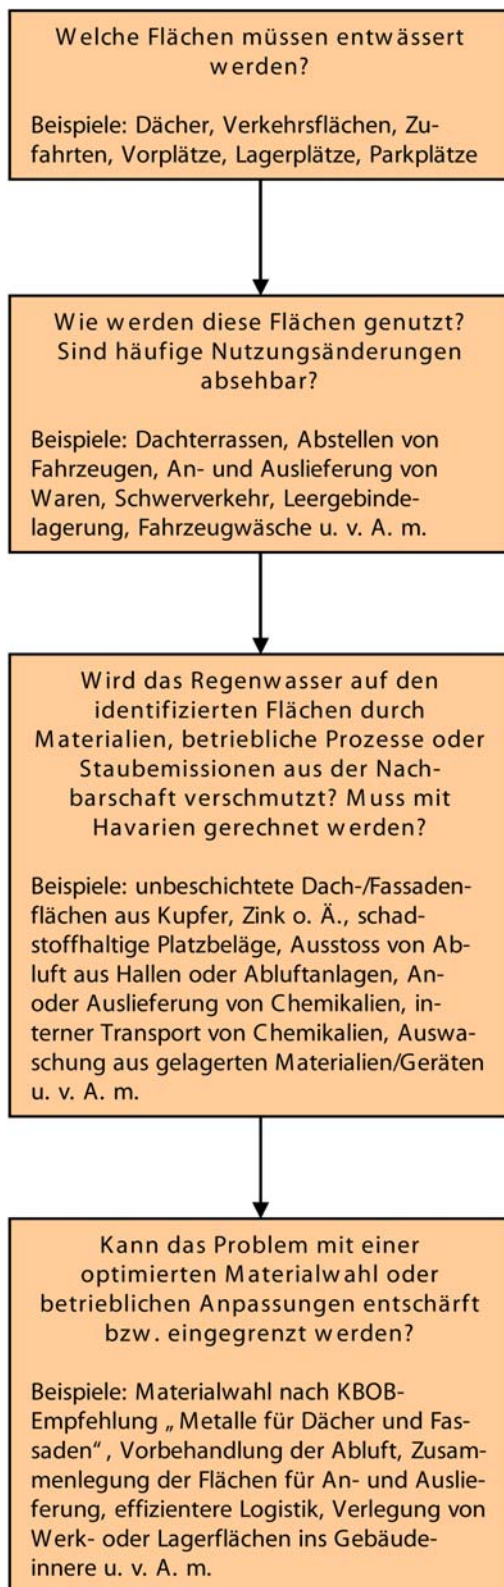 Welche Flächen müssen entwässert
werden?
Beispiele: Dächer, Verkehrsflächen, Zu-
fahrten, Vorplätze, Lagerplätze, Parkplätze
Wie werden diese Flächen genutzt?
Sind häufige Nutzungsänderungen
absehbar?
Beispiele: Dachterrassen, Abstellen von
Fahrzeugen, An- und Auslieferung von
Waren, Schwerverkehr, Leergebinde-
lagerung, Fahrzeugwäsche u. v. A. m.
Wird das Regenwasser auf den
identifizierten Flächen durch
Materialien, betriebliche Prozesse oder
Staubemissionen aus der Nach-
barschaft verschmutzt? Muss mit
Havarien gerechnet werden?
Beispiele: unbeschichtete Dach-/Fassaden-
flächen aus Kupfer, Zink o. Ä., schad-
stoffhaltige Platzbeläge, Ausstoss von Ab-
luft aus Hallen oder Abluftanlagen, An-
oder Auslieferung von Chemikalien, in-
terner Transport von Chemikalien, Auswa-
schung aus gelagerten Materialien/Geräten
u. v. A. m.
Kann das Problem mit einer
optimierten Materialwahl oder
betrieblichen Anpassungen entschärft
bzw. eingegrenzt werden?
Beispiele: Materialwahl nach KBOB-
Empfehlung „Metalle für Dächer und Fas-
saden“, Vorbehandlung der Abluft, Zusam-
menlegung der Flächen für An- und Auslie-
ferung, effizientere Logistik, Verlegung von
Werk- oder Lagerflächen ins Gebäude-
innere u. v. A. m.